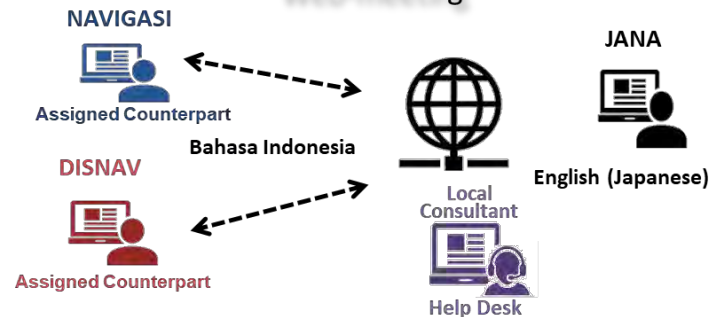 NAVIGASI
Assigned Counterpart
JANA
Bahasa Indonesia
English (Japanese)
DISNAV
Assigned Counterpart
Local
Consultant
Help Desk